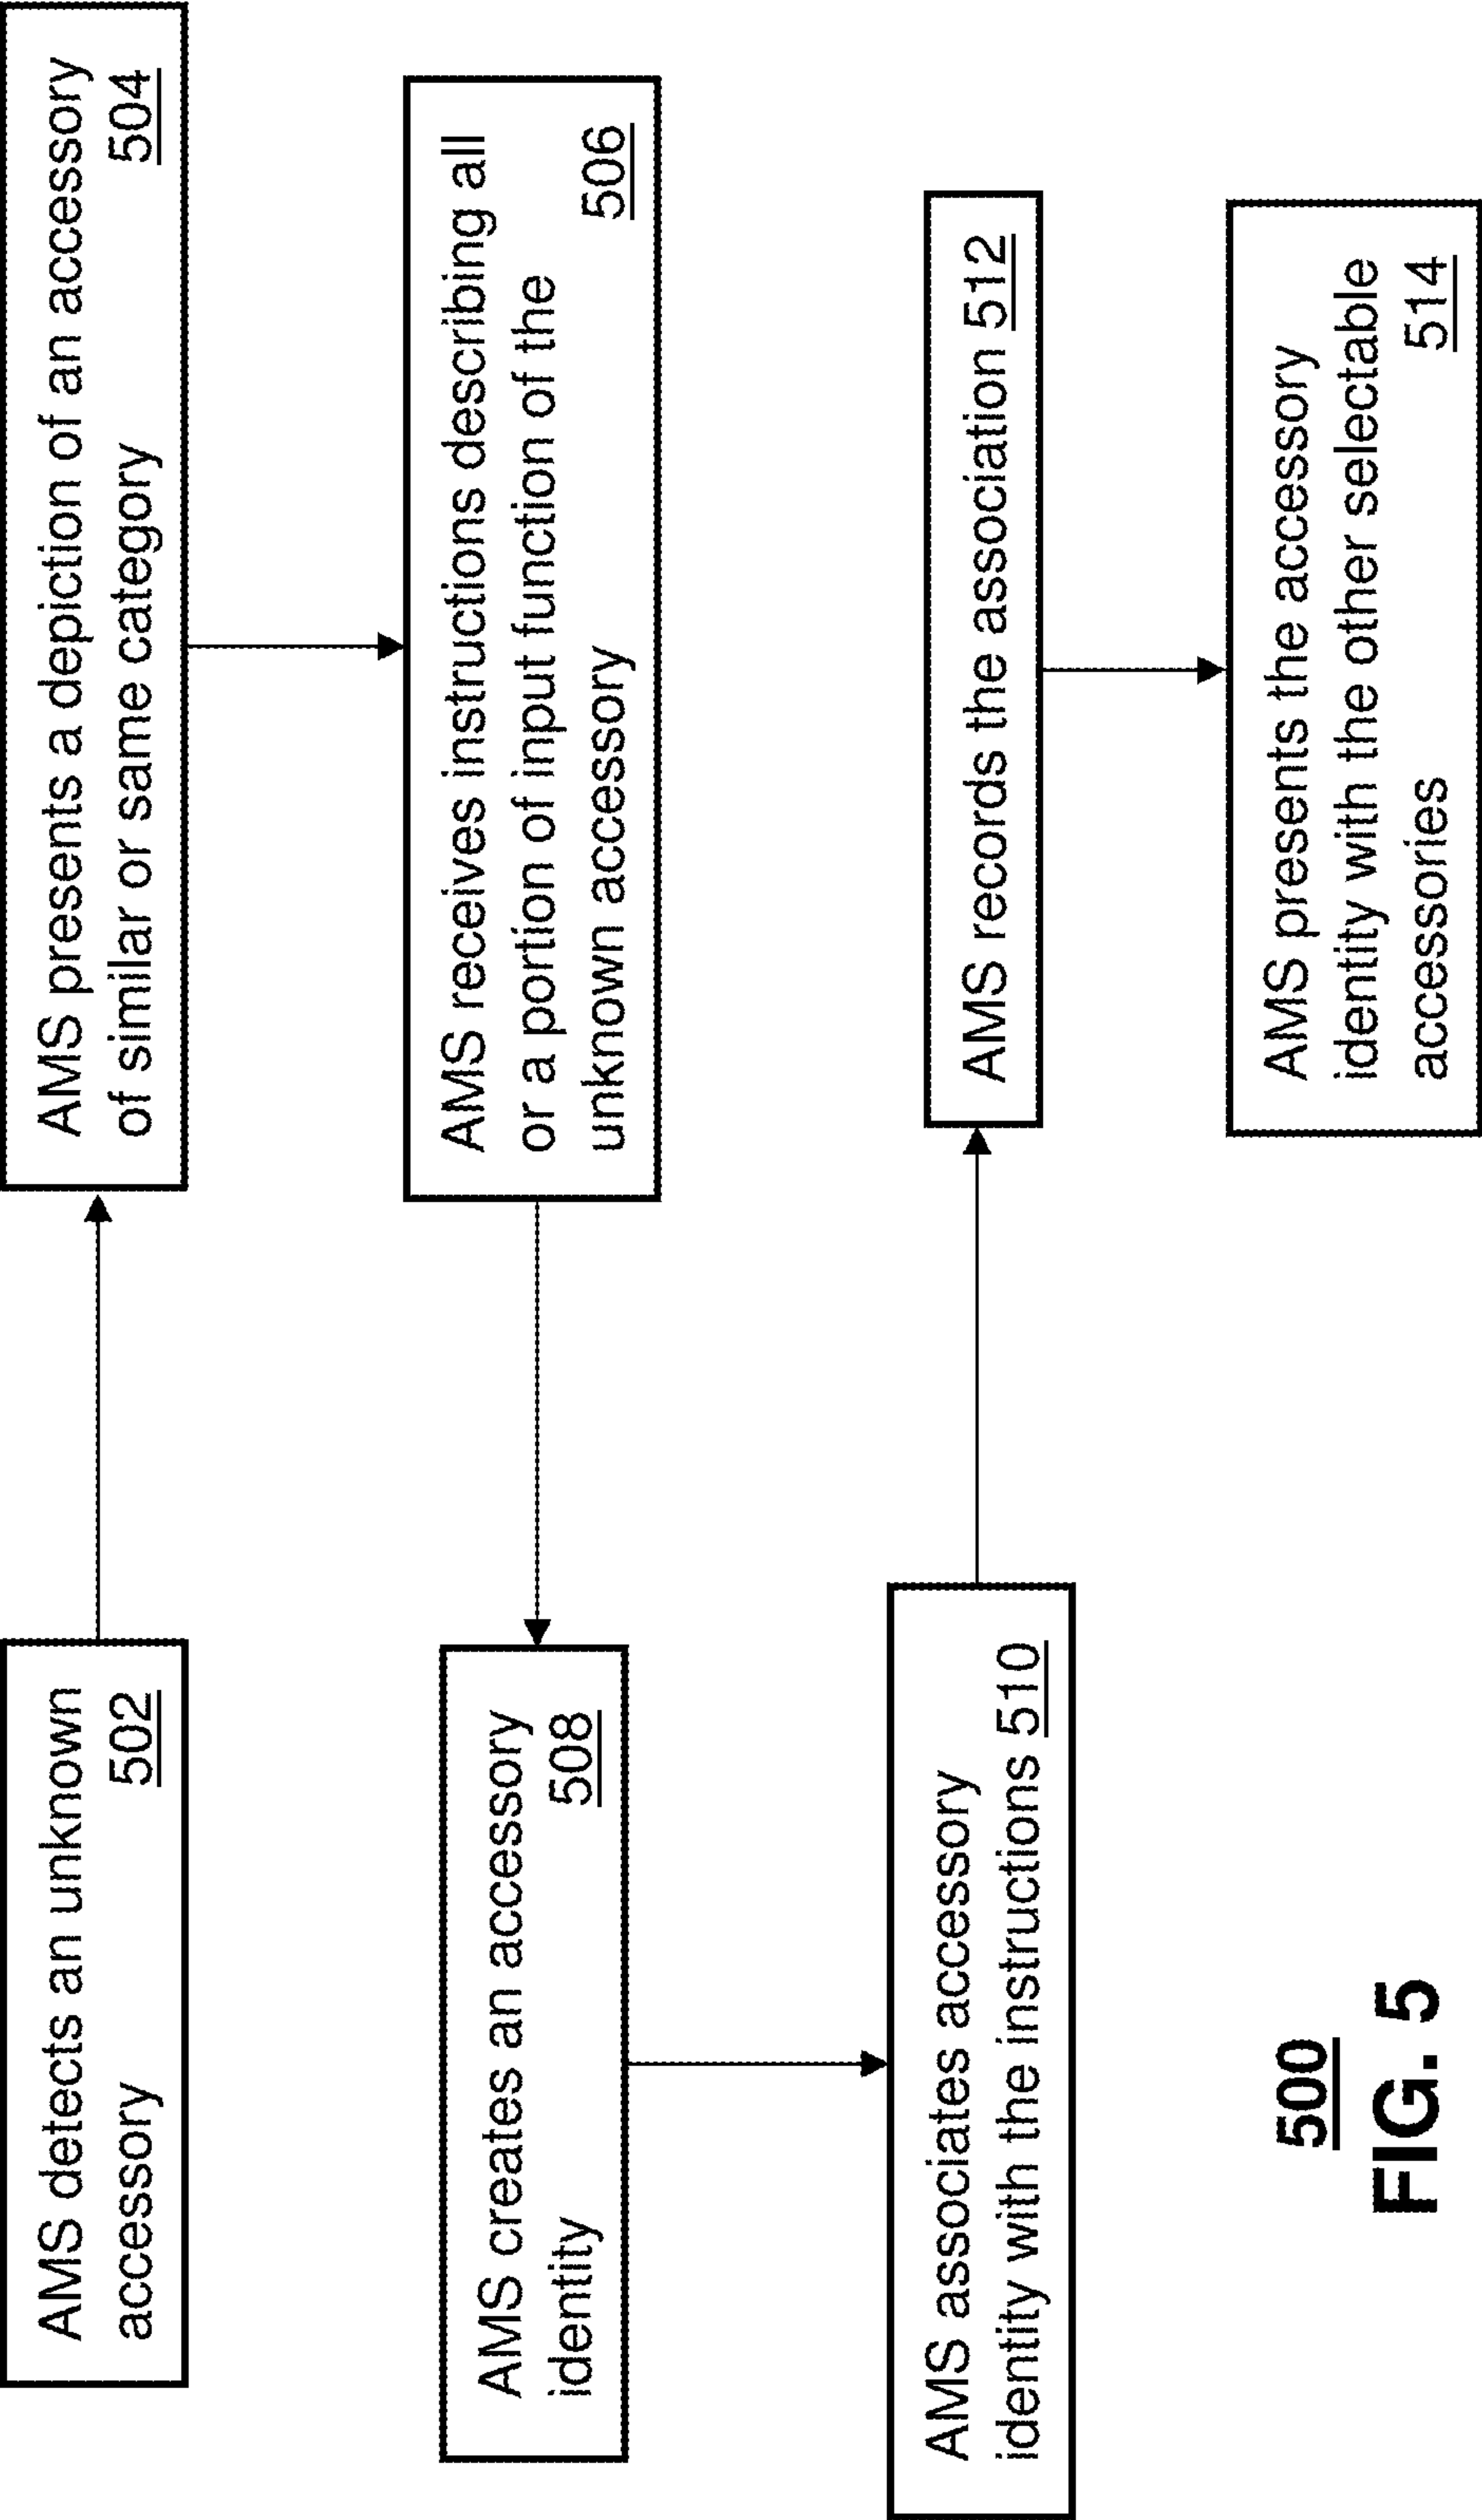 AMS detects an unknown
accessory 502
AMS presents a depiction of an accessory
of similar or same category 504
AMS receives instructions describing all
or a portion of input function of the
unknown accessory 506
AMS creates an accessory
identity 508
AMS associates accessory
identity with the instructions 510
AMS records the association 512
AMS presents the accessory
identity with the other selectable
accessories 514
500
FIG. 5